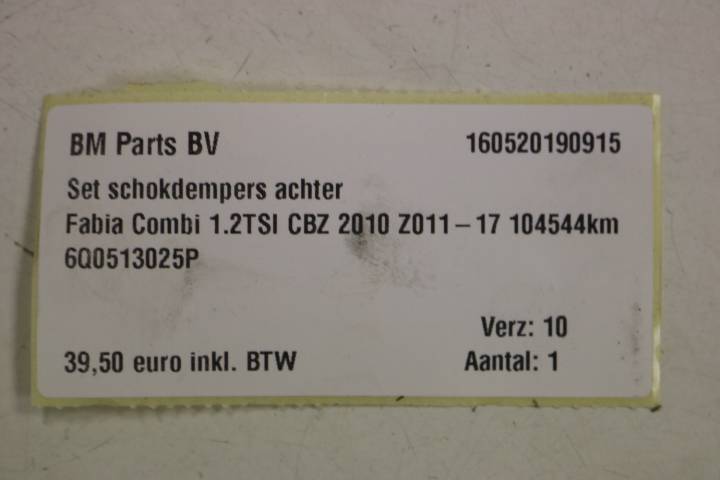 BM Parts BV 160520190915
Set schokdempers achter
Fabia Combi 1.2TSI CBZ 2010 Z011-17 104544km
6Q0513025P
Verz: 10
39,50 euro inkl. BTW Aantal: 1